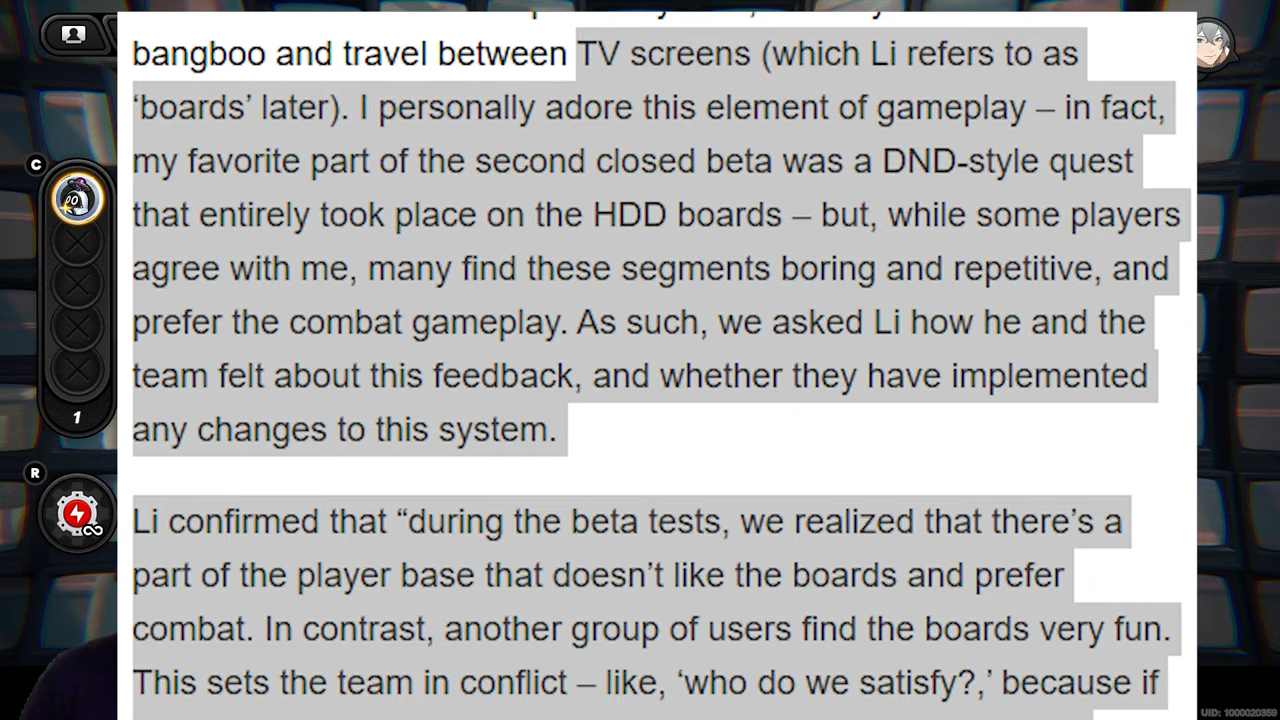 bangboo and travel between TV screens (which Li refers to as
‘boards’ later). I personally adore this element of gameplay – in fact,
my favorite part of the second closed beta was a DND-style quest
that entirely took place on the HDD boards – but, while some players
agree with me, many find these segments boring and repetitive, and
prefer the combat gameplay. As such, we asked Li how he and the
team felt about this feedback, and whether they have implemented
any changes to this system.
Li confirmed that “during the beta tests, we realized that there’s a
part of the player base that doesn’t like the boards and prefer
combat. In contrast, another group of users find the boards very fun.
This sets the team in conflict – like, ‘who do we satisfy?,’ because if
C
1
R
UID: 1000020359